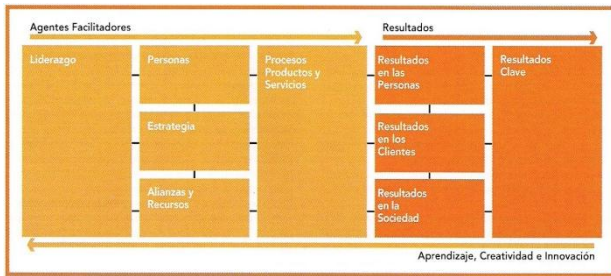 Agentes Facilitadores
Resultados
Liderazgo
Personas
Procesos
Productos y
Servicios
Resultados
en las
Personas
Resultados
Clave
Estrategia
Resultados
en los
Clientes
Alianzas y
Recursos
Resultados
en la
Sociedad
Aprendizaje, Creatividad e Innovación